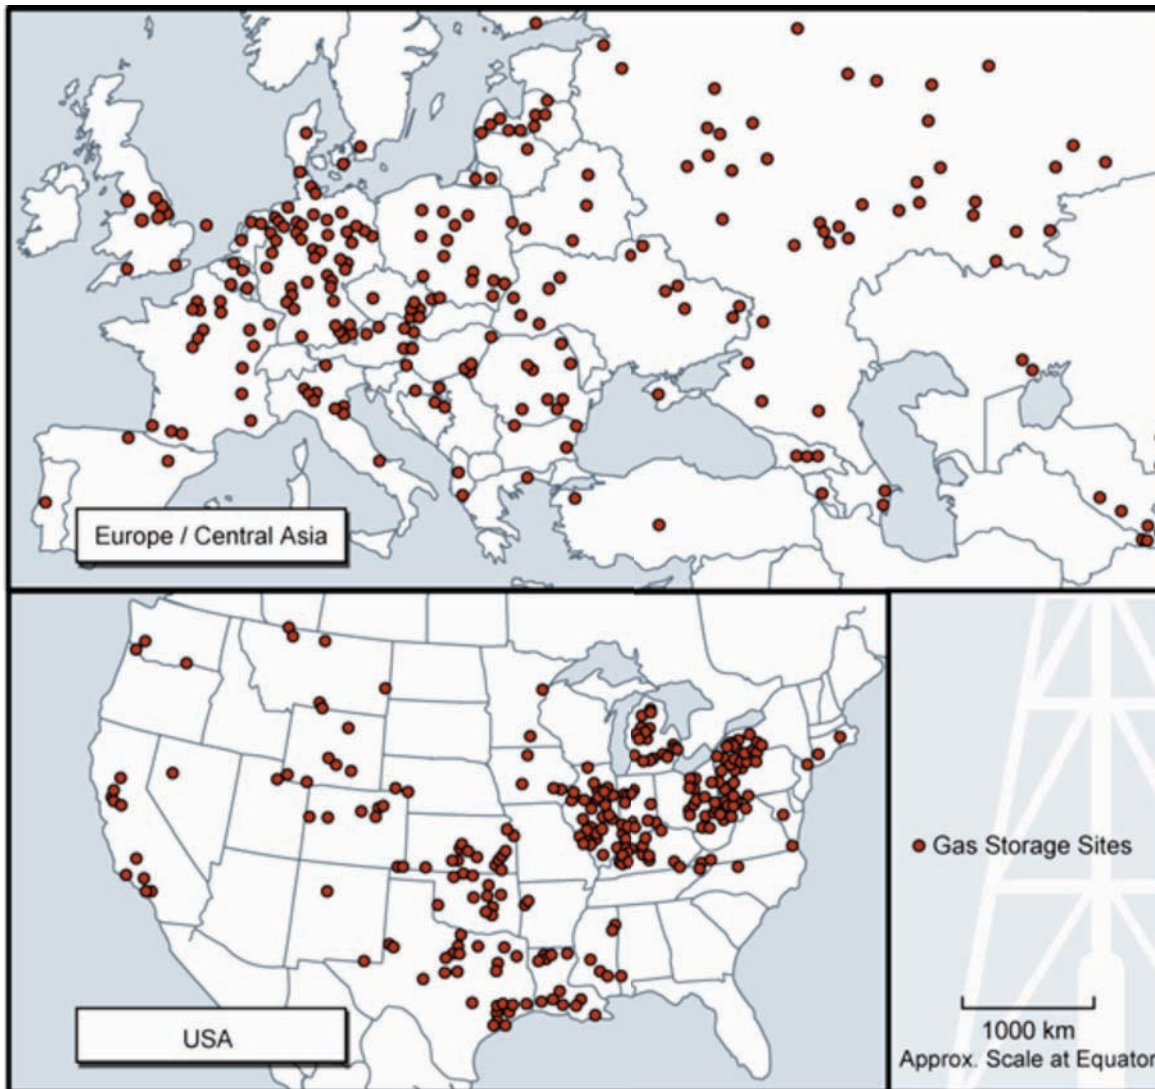 Europe / Central Asia
USA
Gas Storage Sites
1000 km
Approx. Scale at Equator